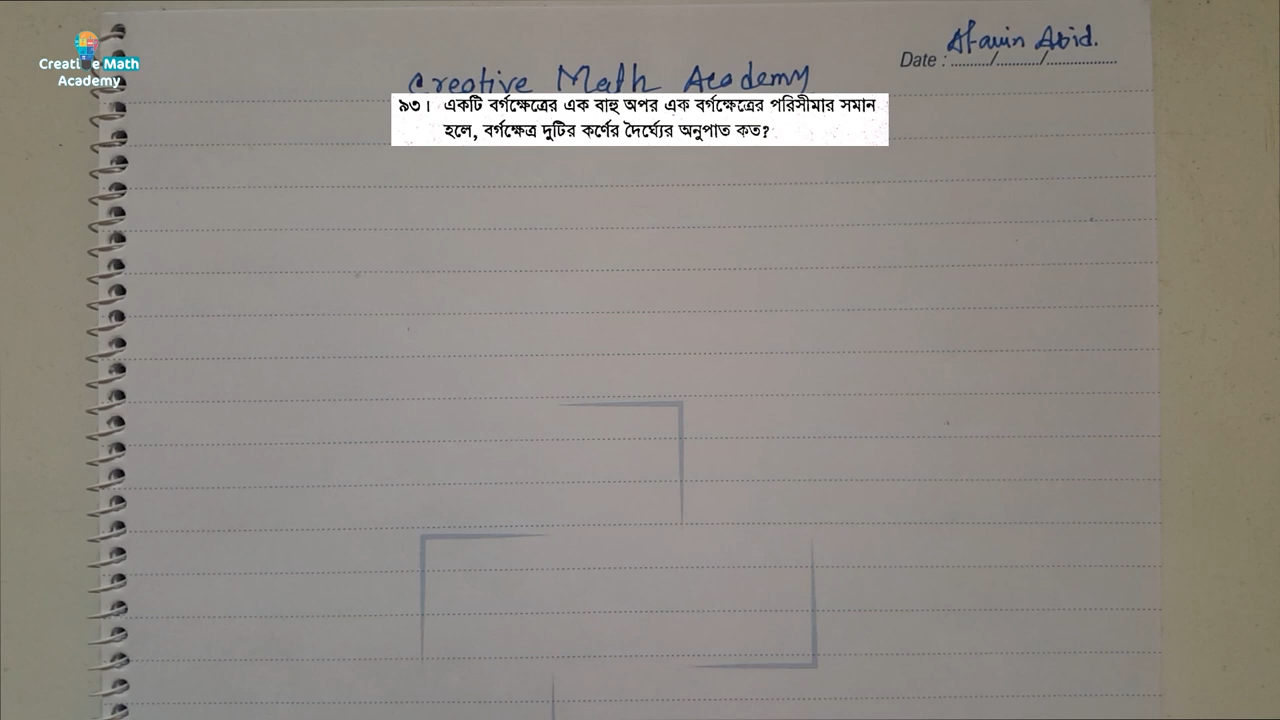 Creative Math
Academy
Afamin Abid.
Date : ........../.........../..................
Creative Math Academy
৯৩। একটি বর্গক্ষেত্রের এক বাহু অপর এক বর্গক্ষেত্রের পরিসীমার সমান
হলে, বর্গক্ষেত্র দুটির কর্ণের দৈর্ঘ্যের অনুপাত কত?